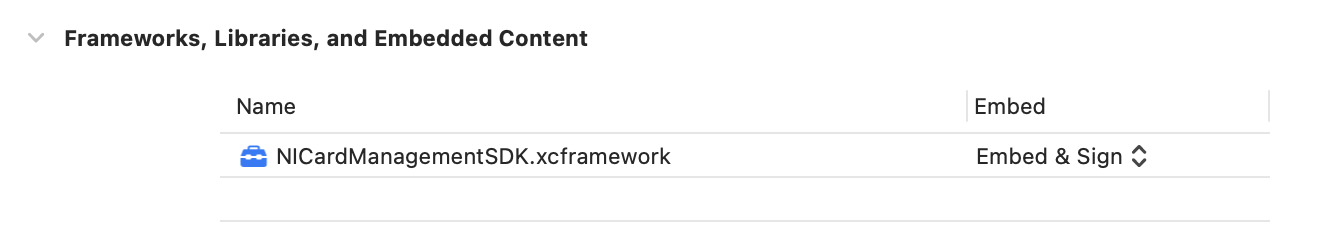 Frameworks, Libraries, and Embedded Content
Name Embed
NICardManagementSDK.xcframework Embed & Sign